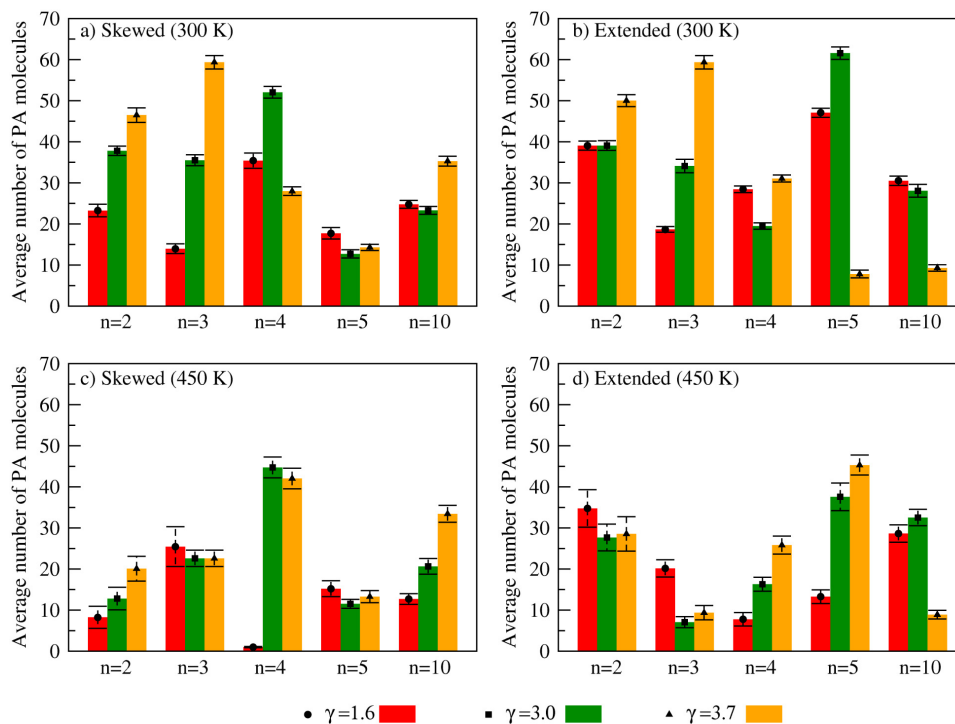 a) Skewed (300 K)
Average number of PA molecules
70
60
50
40
30
20
10
0
n=2 n=3 n=4 n=5 n=10
b) Extended (300 K)
Average number of PA molecules
70
60
50
40
30
20
10
0
n=2 n=3 n=4 n=5 n=10
c) Skewed (450 K)
Average number of PA molecules
70
60
50
40
30
20
10
0
n=2 n=3 n=4 n=5 n=10
d) Extended (450 K)
Average number of PA molecules
70
60
50
40
30
20
10
0
n=2 n=3 n=4 n=5 n=10
γ=1.6 γ=3.0 γ=3.7